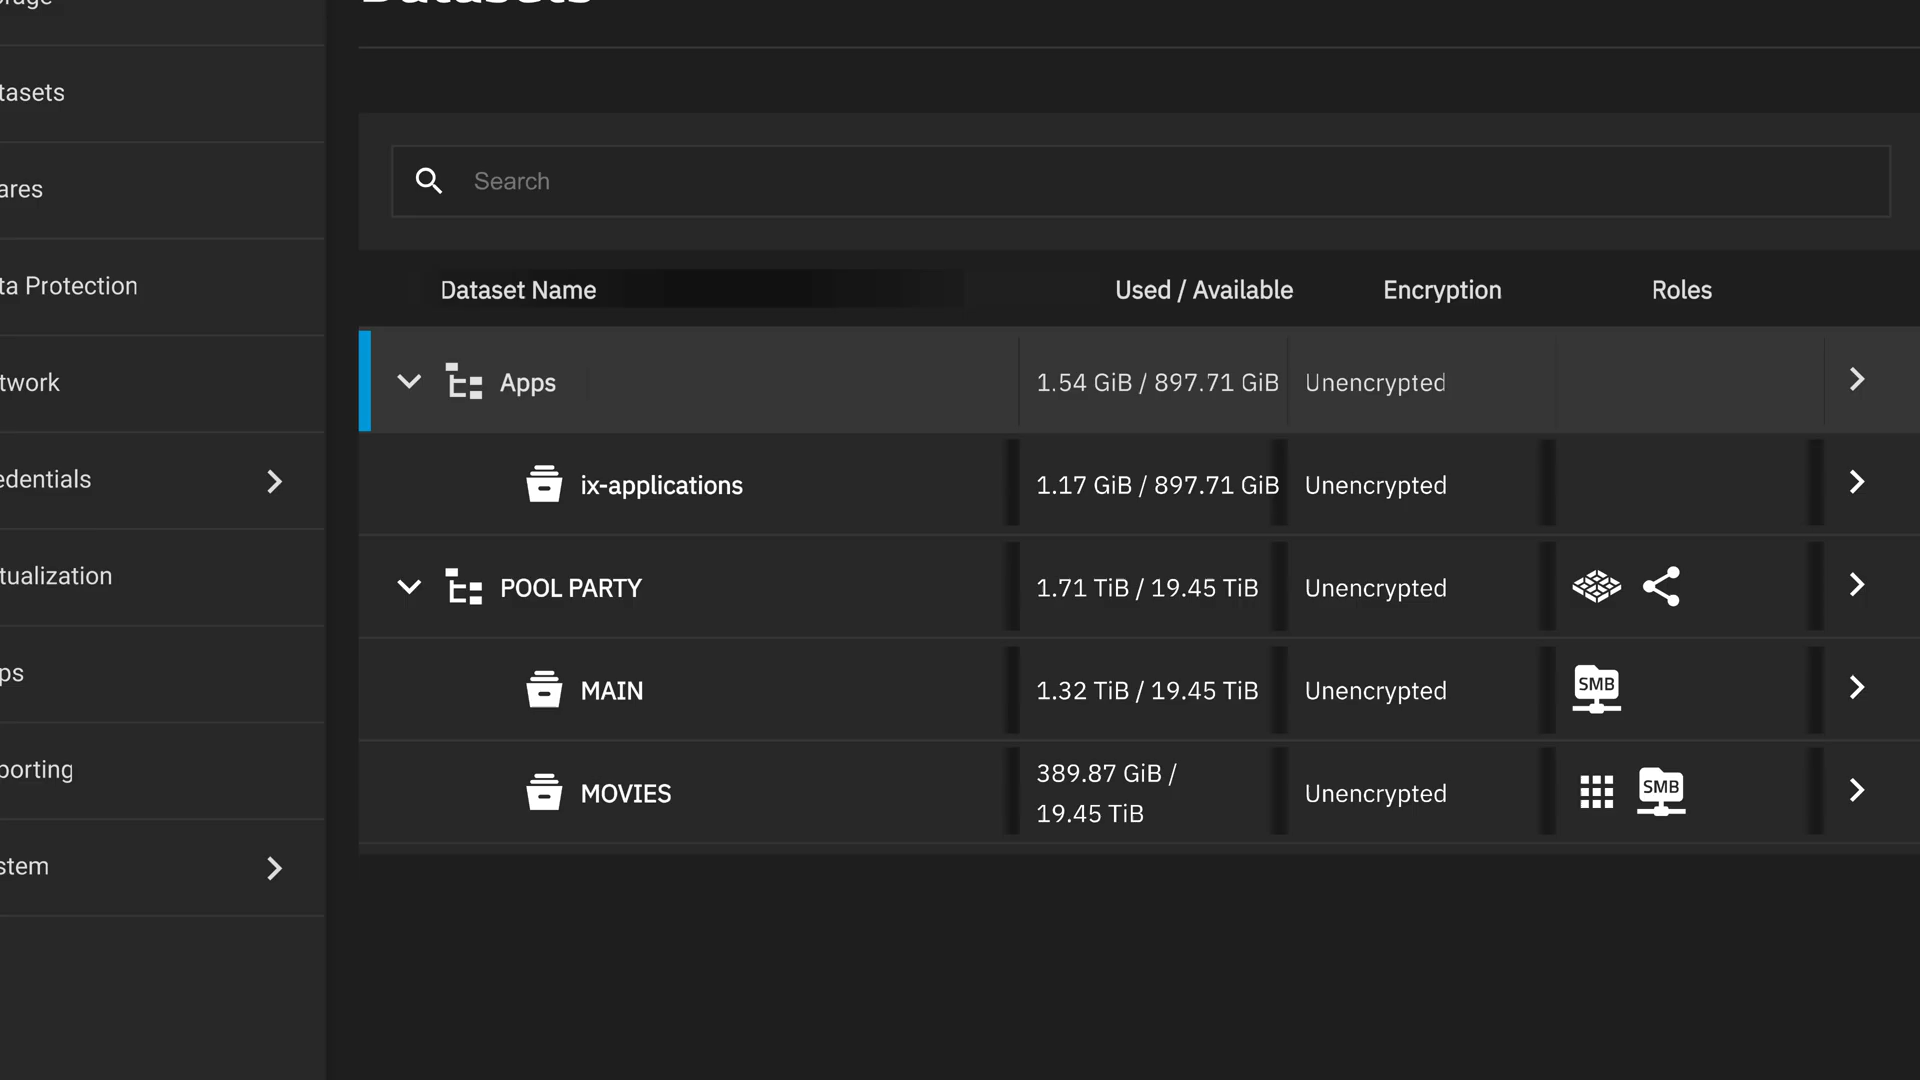 Datasets
tasets
ares
ta Protection
twork
edentials
tualization
ps
porting
stem
Search
Dataset Name Used / Available Encryption Roles
Apps 1.54 GiB / 897.71 GiB Unencrypted
ix-applications 1.17 GiB / 897.71 GiB Unencrypted
POOL PARTY 1.71 TiB / 19.45 TiB Unencrypted
MAIN 1.32 TiB / 19.45 TiB Unencrypted SMB
MOVIES 389.87 GiB / 19.45 TiB Unencrypted SMB